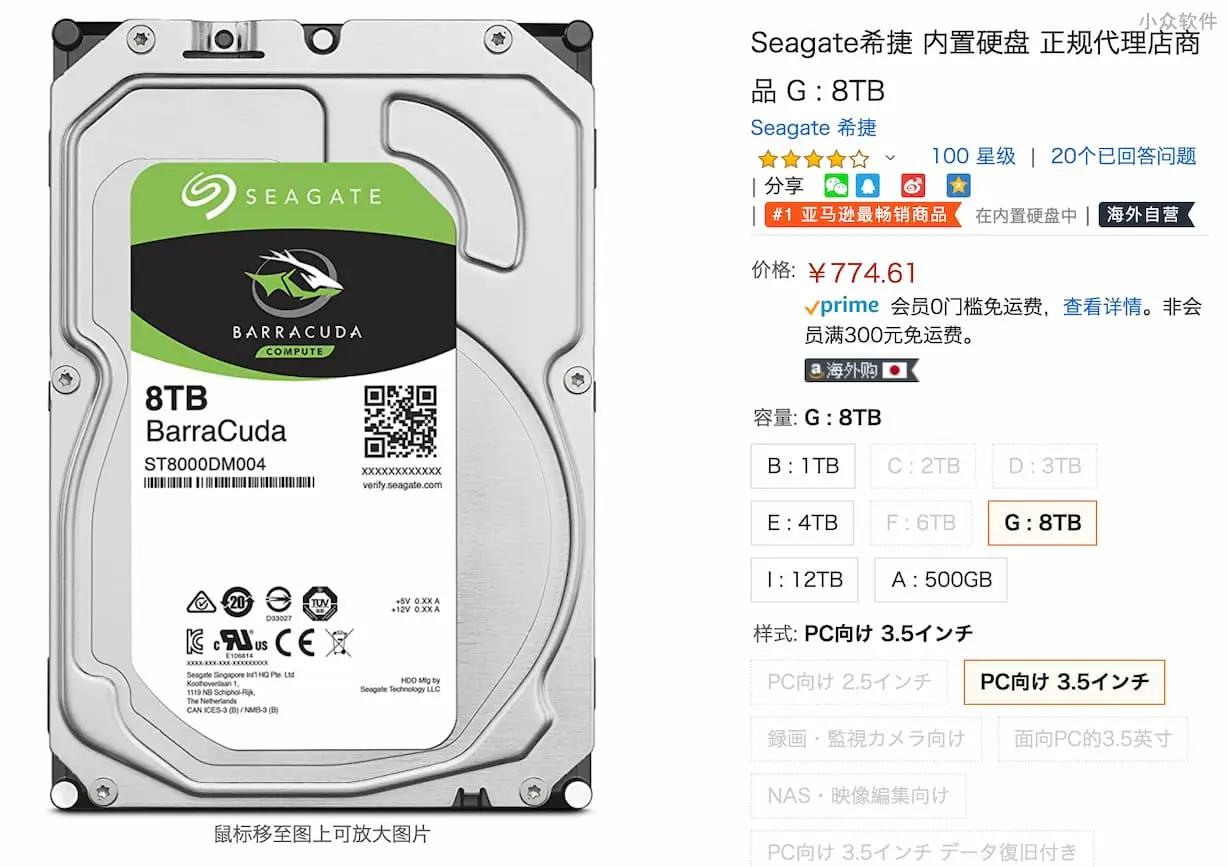 小众软件
Seagate希捷 内置硬盘 正规代理店商
品 G : 8TB
Seagate 希捷
100 星级 | 20个已回答问题
| 分享
| #1 亚马逊最畅销商品 在内置硬盘中 | 海外自营
价格: ￥774.61
prime 会员0门槛免运费，查看详情。非会
员满300元免运费。
a 海外购
容量: G : 8TB
B : 1TB C : 2TB D : 3TB
E : 4TB F : 6TB G : 8TB
I : 12TB A : 500GB
样式: PC向け 3.5インチ
PC向け 2.5インチ PC向け 3.5インチ
録画・監視カメラ向け 面向PC的3.5英寸
NAS・映像編集向け
PC向け 3.5インチ データ復旧付き
SEAGATE
BARRACUDA
COMPUTE
8TB
BarraCuda
ST8000DM004
XXXXXXXXXXXX
verify.seagate.com
20
TUV
D33027
+5V 0.XX A
+12V 0.XX A
c RU US CE
E106814
XXXX-XXX-XXX-XXXXXXXXX
Seagate Singapore Int'l HQ Pte. Ltd
Koolhovenlaan 1,
1119 NB Schiphol-Rijk,
The Netherlands
CAN ICES-3 (B) / NMB-3 (B)
HDD Mfg by
Seagate Technology LLC
鼠标移至图上可放大图片